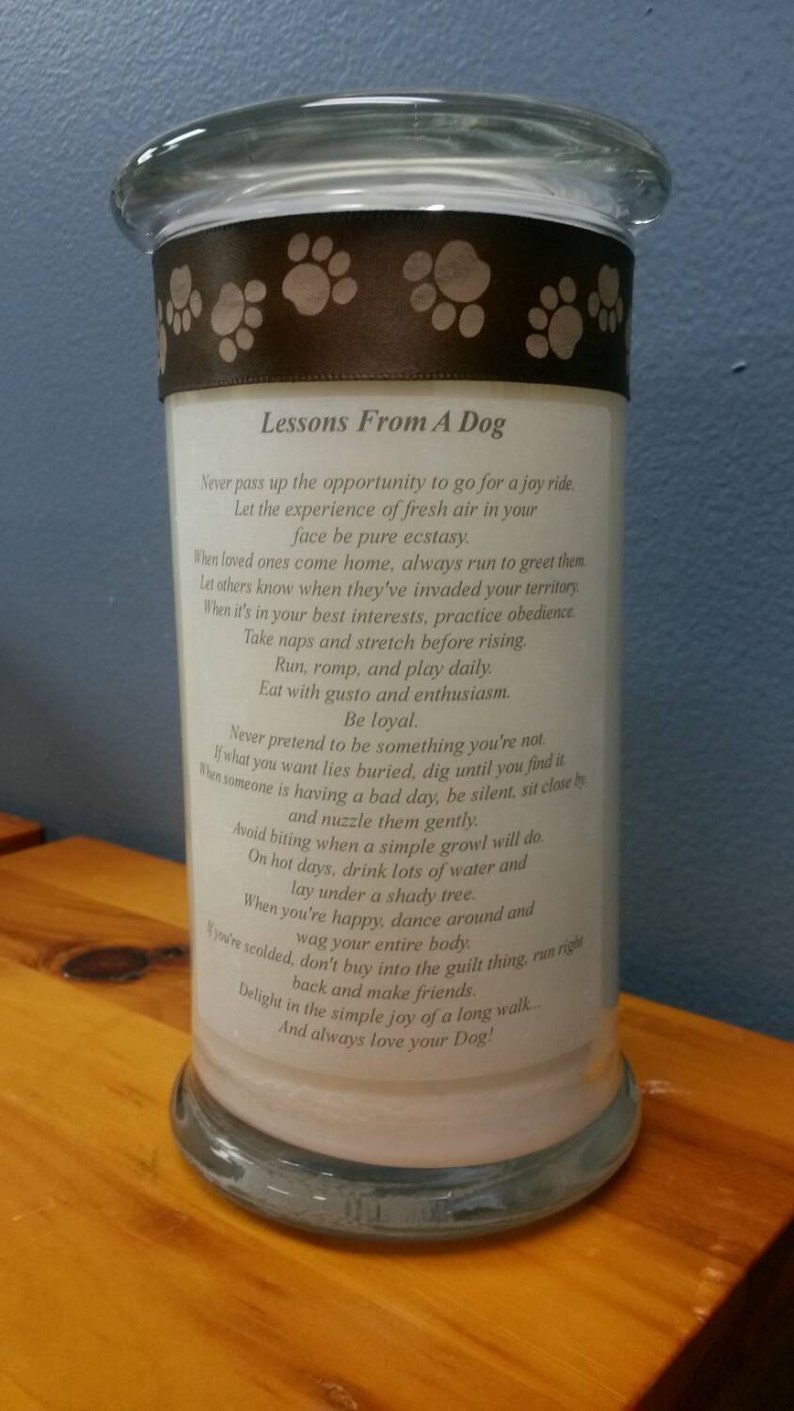 Lessons From A Dog
Never pass up the opportunity to go for a joy ride.
Let the experience of fresh air in your
face be pure ecstasy.
When loved ones come home, always run to greet them.
Let others know when they've invaded your territory.
When it's in your best interests, practice obedience.
Take naps and stretch before rising.
Run, romp, and play daily.
Eat with gusto and enthusiasm.
Be loyal.
Never pretend to be something you're not.
If what you want lies buried, dig until you find it.
When someone is having a bad day, be silent, sit close by,
and nuzzle them gently.
Avoid biting when a simple growl will do.
On hot days, drink lots of water and
lay under a shady tree.
When you're happy, dance around and
wag your entire body.
If you're scolded, don't buy into the guilt thing, run right
back and make friends.
Delight in the simple joy of a long walk...
And always love your Dog!